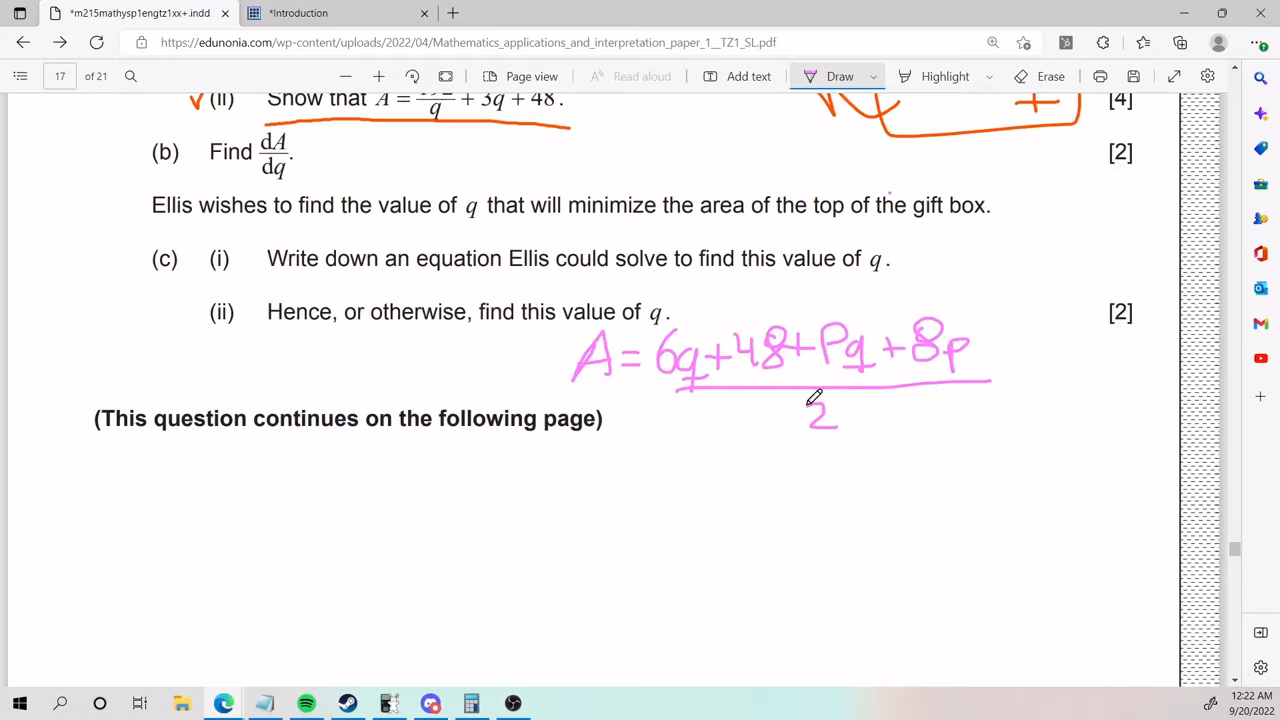 *m215mathysp1engtz1xx+.indd
*Introduction
https://edunonia.com/wp-content/uploads/2022/04/Mathematics_applications_and_interpretation_paper_1__TZ1_SL.pdf
17 of 21
Page view
Read aloud
Add text
Draw
Highlight
Erase
(ii) Show that A = /q + 3q + 48. [4]
(b) Find dA/dq. [2]
Ellis wishes to find the value of q that will minimize the area of the top of the gift box.
(c) (i) Write down an equation Ellis could solve to find this value of q.
(ii) Hence, or otherwise, find this value of q. [2]
A = 6q+48+Pq+8p
2
(This question continues on the following page)
12:22 AM
9/20/2022